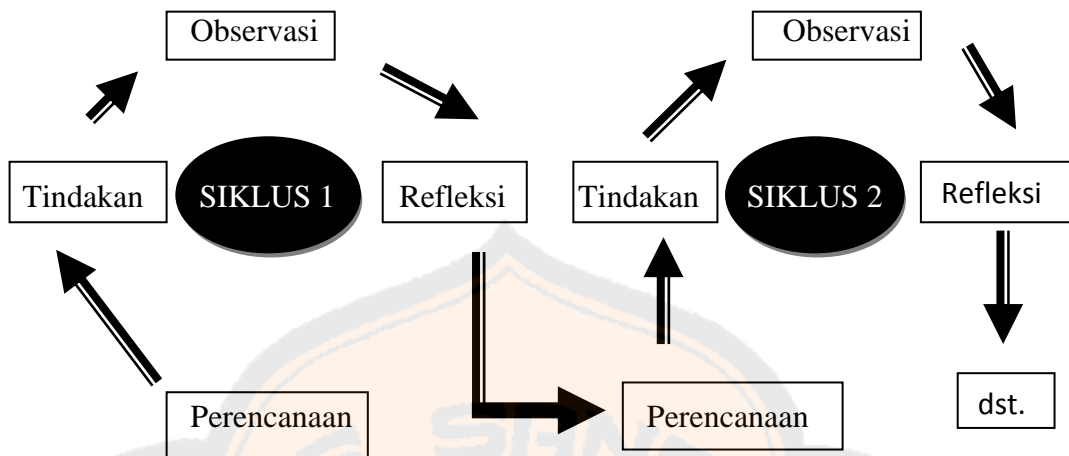 Observasi
Observasi
Tindakan
SIKLUS 1
Refleksi
Tindakan
SIKLUS 2
Refleksi
Perencanaan
Perencanaan
dst.